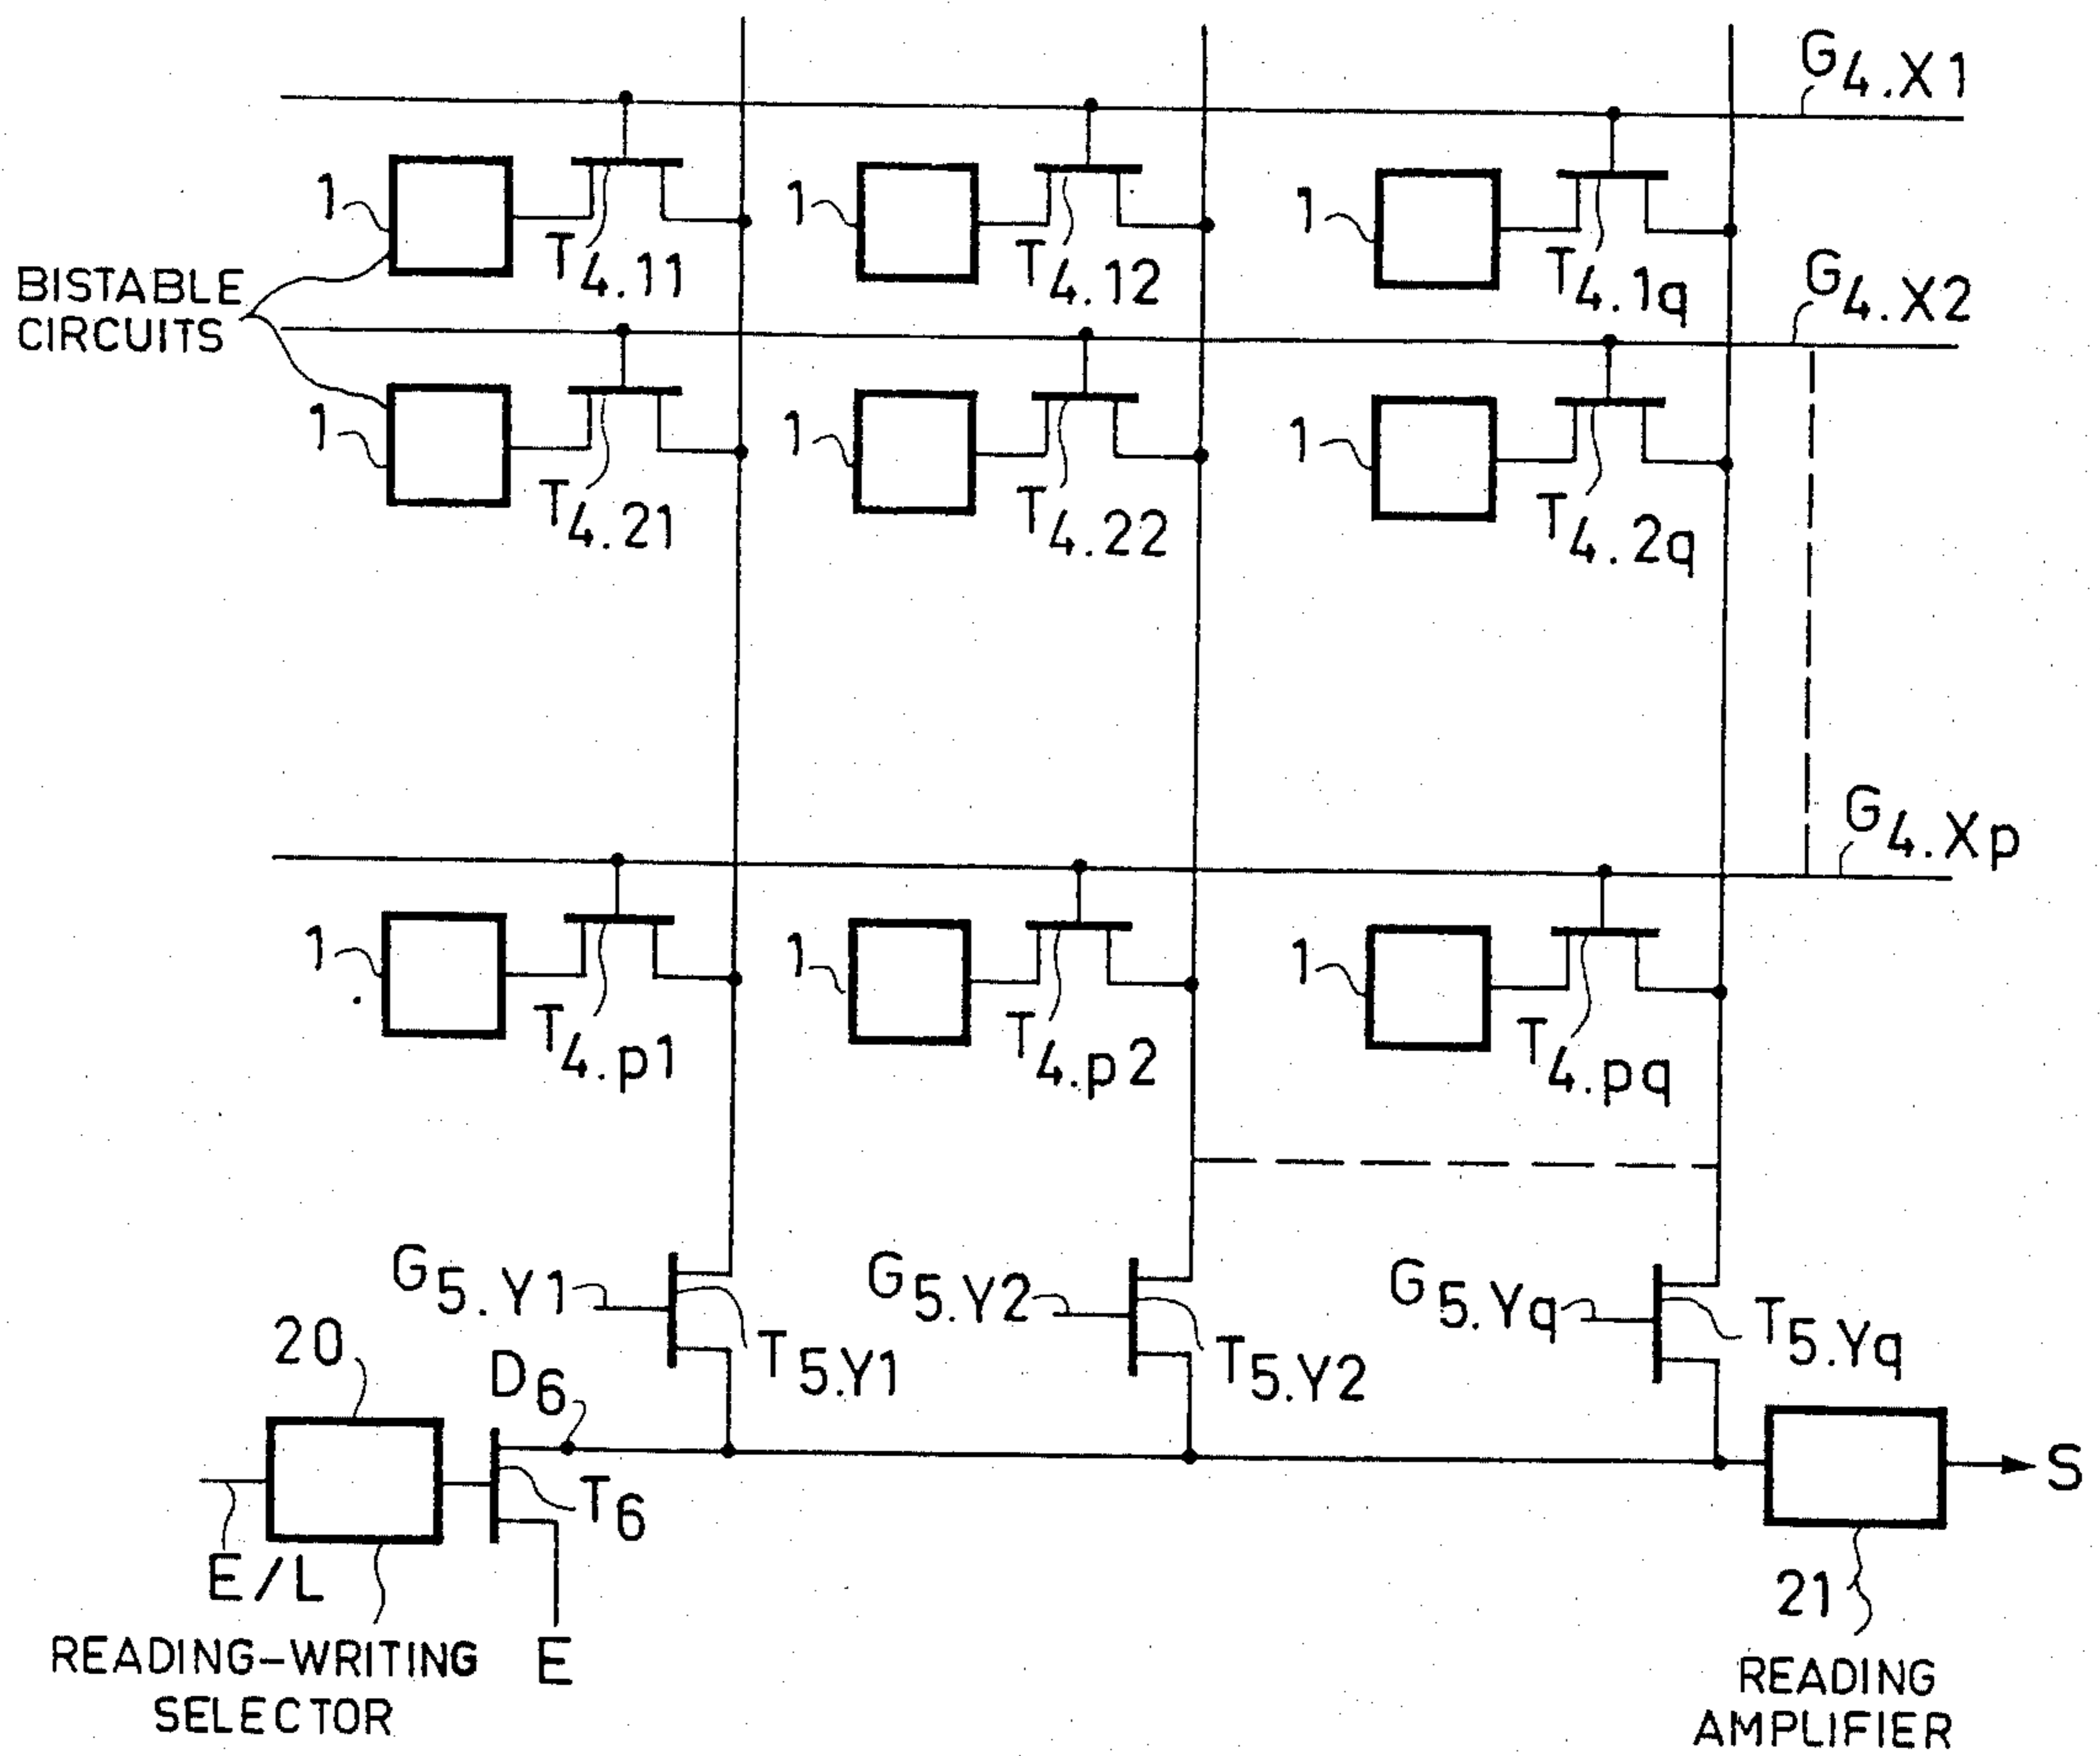 G4.X1
1 T4.11 1 T4.12 1 T4.1q
BISTABLE
CIRCUITS
G4.X2
1 T4.21 1 T4.22 1 T4.2q
G4.Xp
1 T4.p1 1 T4.p2 1 T4.pq
G5.Y1 G5.Y2 G5.Yq
T5.Y1 T5.Y2 T5.Yq
20 D6
T6 S
E/L E 21
READING-WRITING
SELECTOR
READING
AMPLIFIER